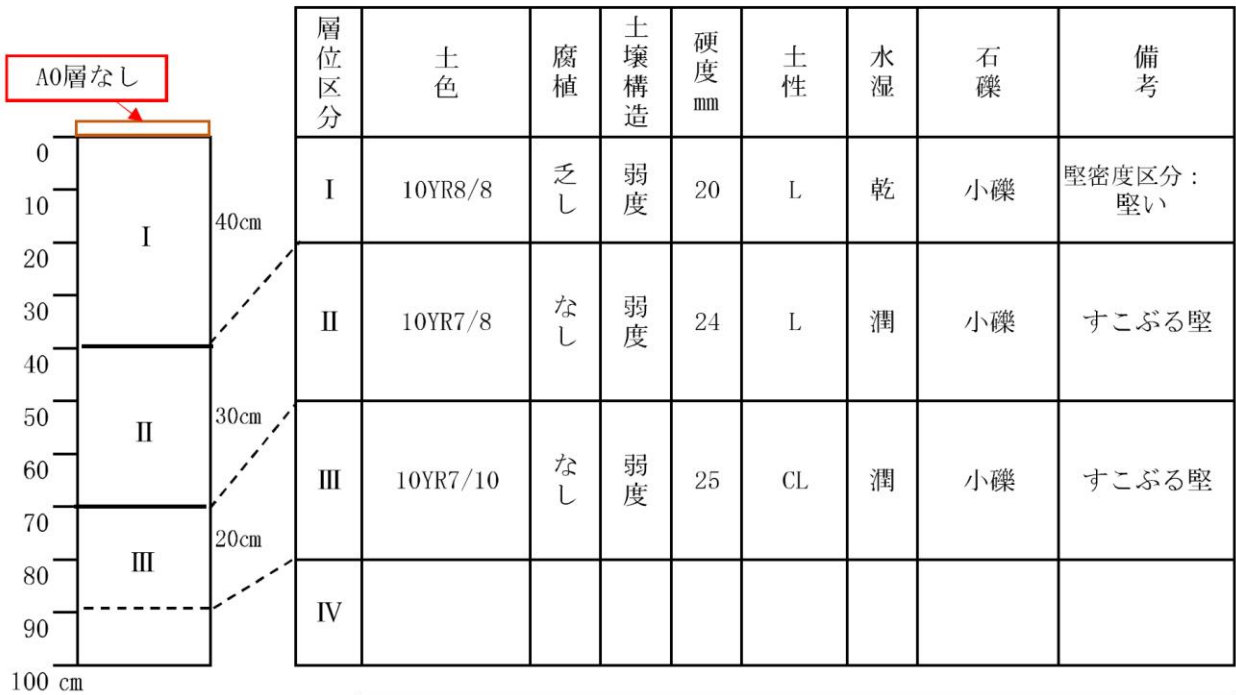 A0層なし
0
10
20
30
40
50
60
70
80
90
100 cm
I
II
III
40cm
30cm
20cm
層位区分 土色 腐植 土壌構造 硬度mm 土性 水湿 石礫 備考
I 10YR8/8 乏し 弱度 20 L 乾 小礫 堅密度区分：
堅い
II 10YR7/8 なし 弱度 24 L 潤 小礫 すこぶる堅
III 10YR7/10 なし 弱度 25 CL 潤 小礫 すこぶる堅
IV